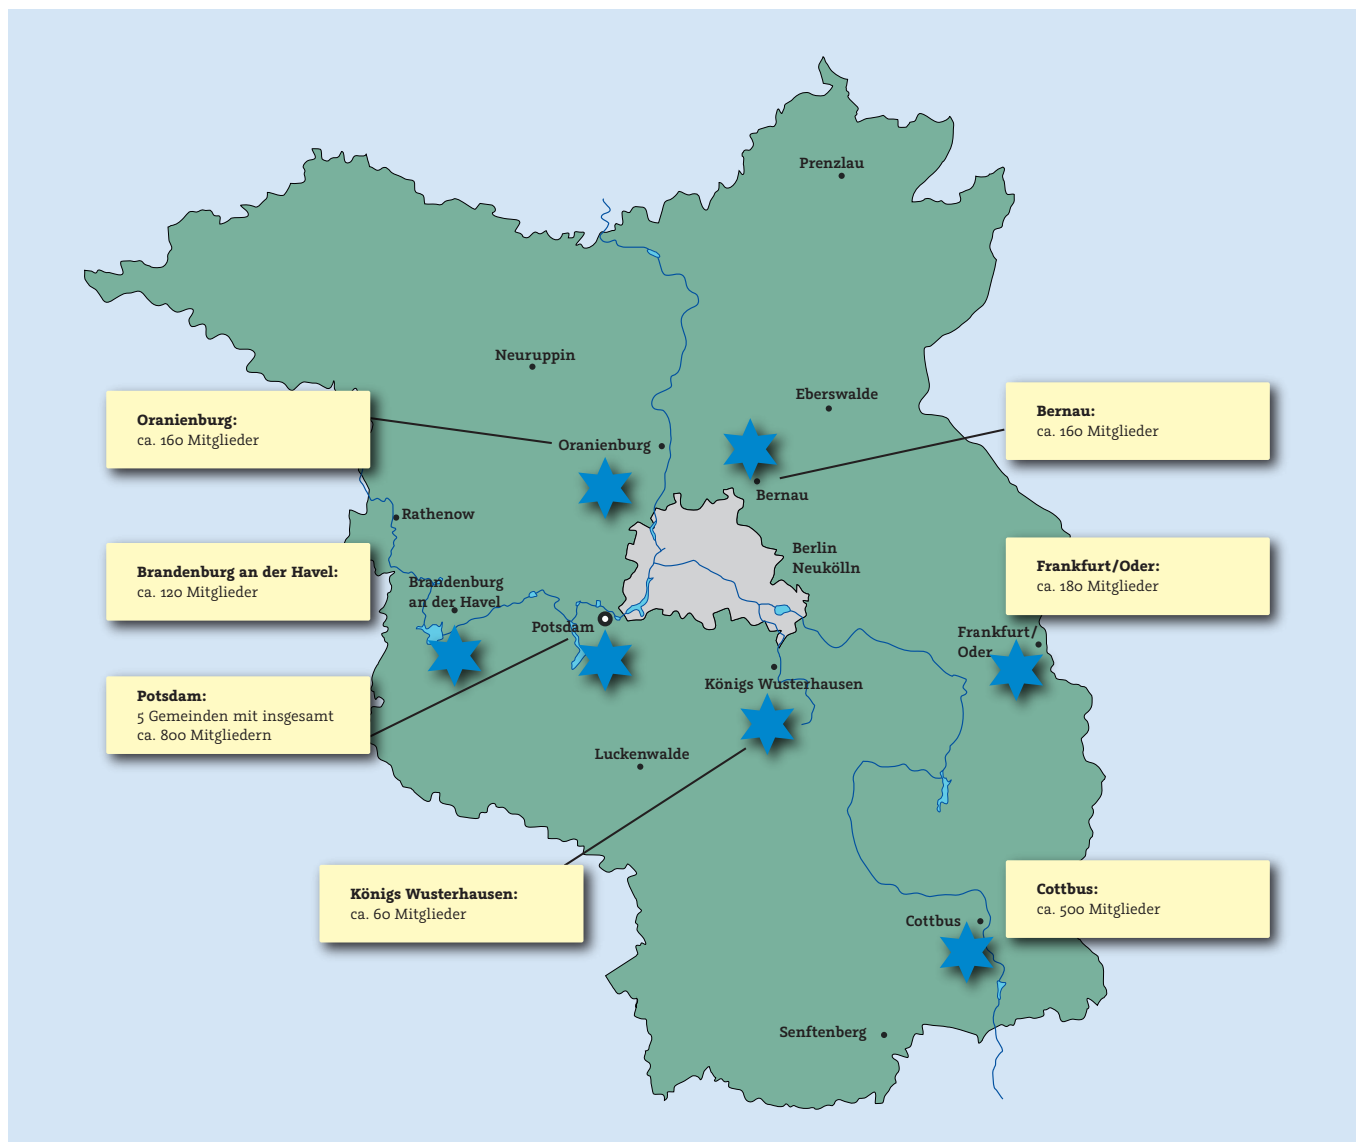 Prenzlau
Neuruppin
Eberswalde
Oranienburg:
ca. 160 Mitglieder
Bernau:
ca. 160 Mitglieder
Oranienburg
Bernau
Rathenow
Berlin
Neukölln
Brandenburg an der Havel:
ca. 120 Mitglieder
Frankfurt/Oder:
ca. 180 Mitglieder
Brandenburg
an der Havel
Potsdam
Frankfurt/
Oder
Königs Wusterhausen
Potsdam:
5 Gemeinden mit insgesamt
ca. 800 Mitgliedern
Luckenwalde
Königs Wusterhausen:
ca. 60 Mitglieder
Cottbus:
ca. 500 Mitglieder
Cottbus
Senftenberg